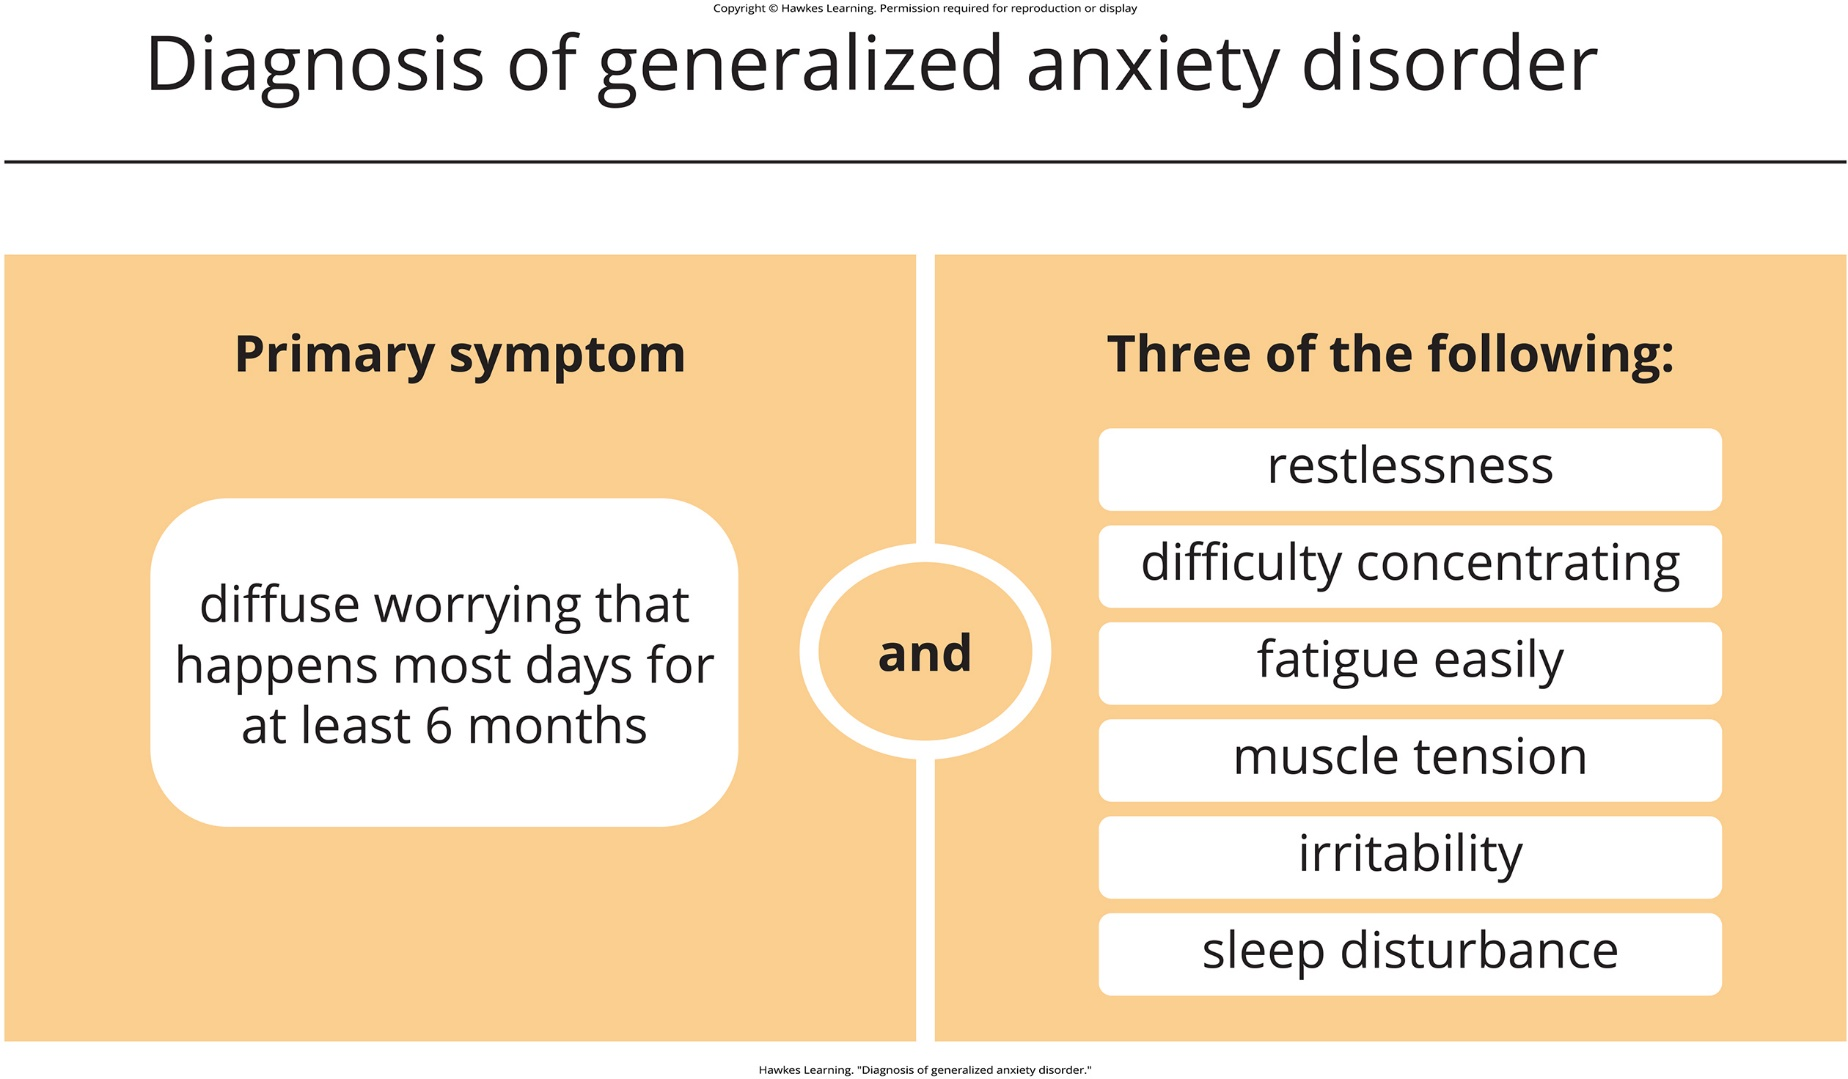 Copyright © Hawkes Learning. Permission required for reproduction or display
Diagnosis of generalized anxiety disorder
Primary symptom
diffuse worrying that
happens most days for
at least 6 months
and
Three of the following:
restlessness
difficulty concentrating
fatigue easily
muscle tension
irritability
sleep disturbance
Hawkes Learning. "Diagnosis of generalized anxiety disorder."